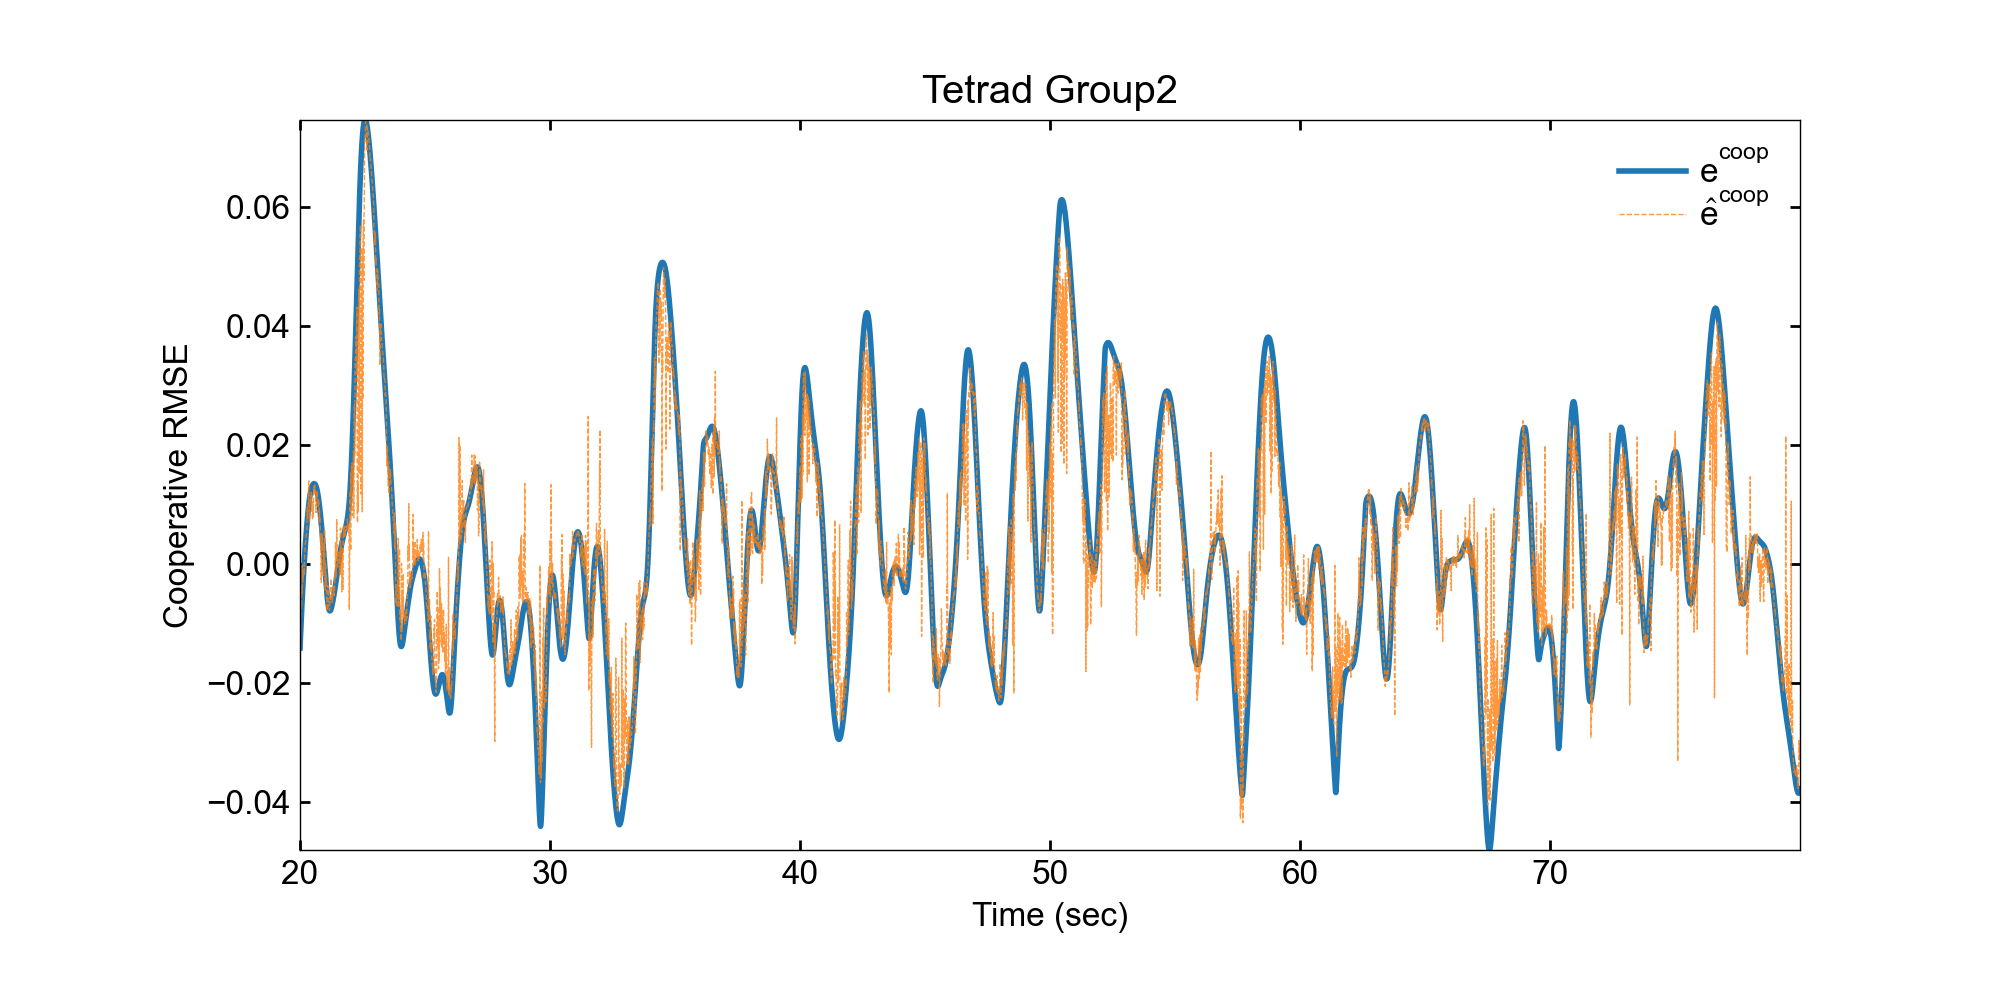 Tetrad Group2
e^coop
ê^coop
Cooperative RMSE
0.06
0.04
0.02
0.00
−0.02
−0.04
20 30 40 50 60 70
Time (sec)